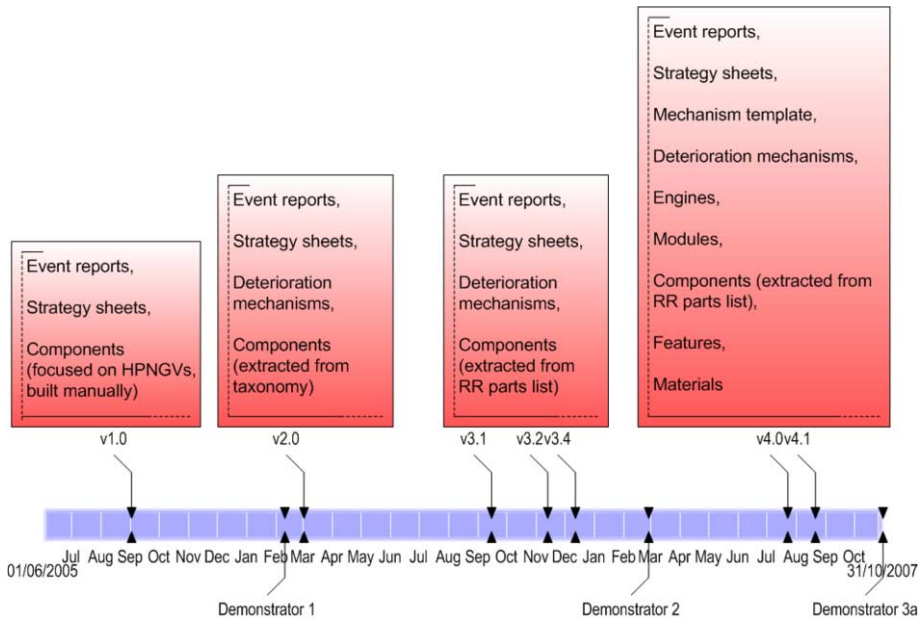 Event reports,
Strategy sheets,
Components
(focused on HPNGVs,
built manually)
Event reports,
Strategy sheets,
Deterioration
mechanisms,
Components
(extracted from
taxonomy)
Event reports,
Strategy sheets,
Deterioration
mechanisms,
Components
(extracted from
RR parts list)
Event reports,
Strategy sheets,
Mechanism template,
Deterioration mechanisms,
Engines,
Modules,
Components (extracted from
RR parts list),
Features,
Materials
v1.0 v2.0 v3.1 v3.2v3.4 v4.0v4.1
Jul Aug Sep Oct Nov Dec Jan Feb Mar Apr May Jun Jul Aug Sep Oct Nov Dec Jan Feb Mar Apr May Jun Jul Aug Sep Oct
01/06/2005 31/10/2007
Demonstrator 1 Demonstrator 2 Demonstrator 3a